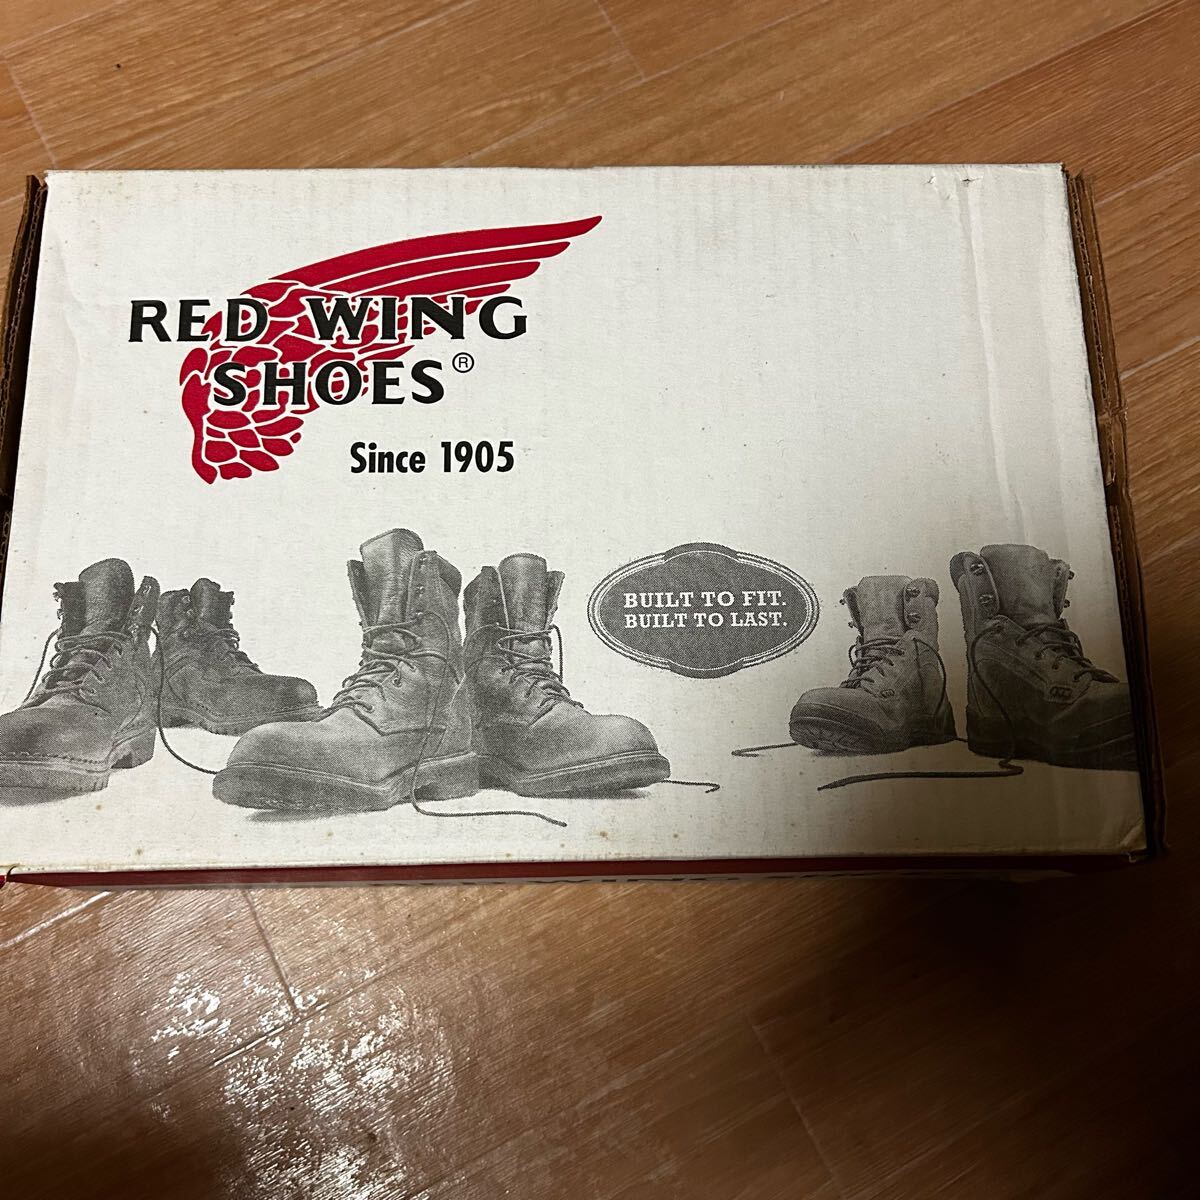 RED WING
SHOES®
Since 1905
BUILT TO FIT.
BUILT TO LAST.